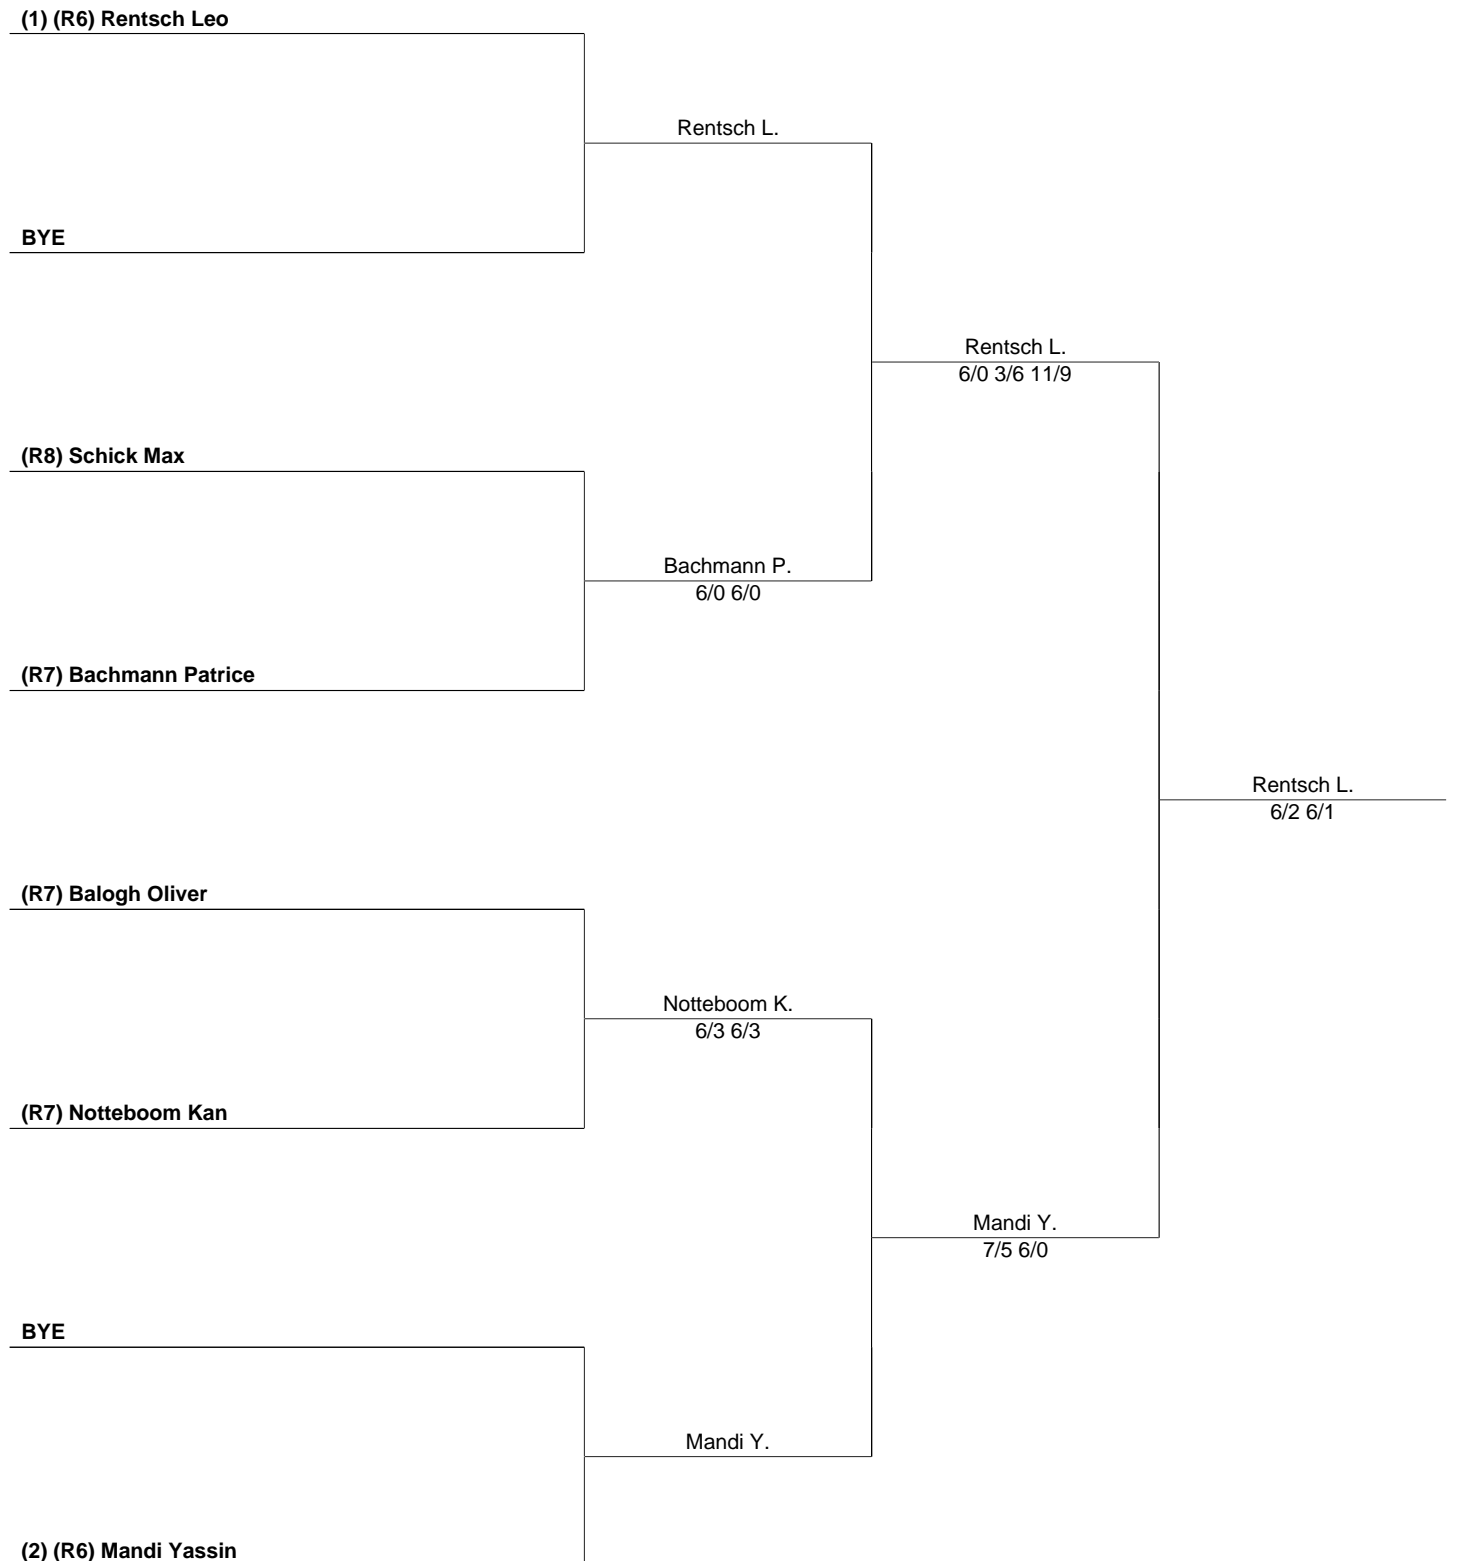 (1) (R6) Rentsch Leo
Rentsch L.
BYE
Rentsch L.
6/0 3/6 11/9
(R8) Schick Max
Bachmann P.
6/0 6/0
(R7) Bachmann Patrice
Rentsch L.
6/2 6/1
(R7) Balogh Oliver
Notteboom K.
6/3 6/3
(R7) Notteboom Kan
Mandi Y.
7/5 6/0
BYE
Mandi Y.
(2) (R6) Mandi Yassin